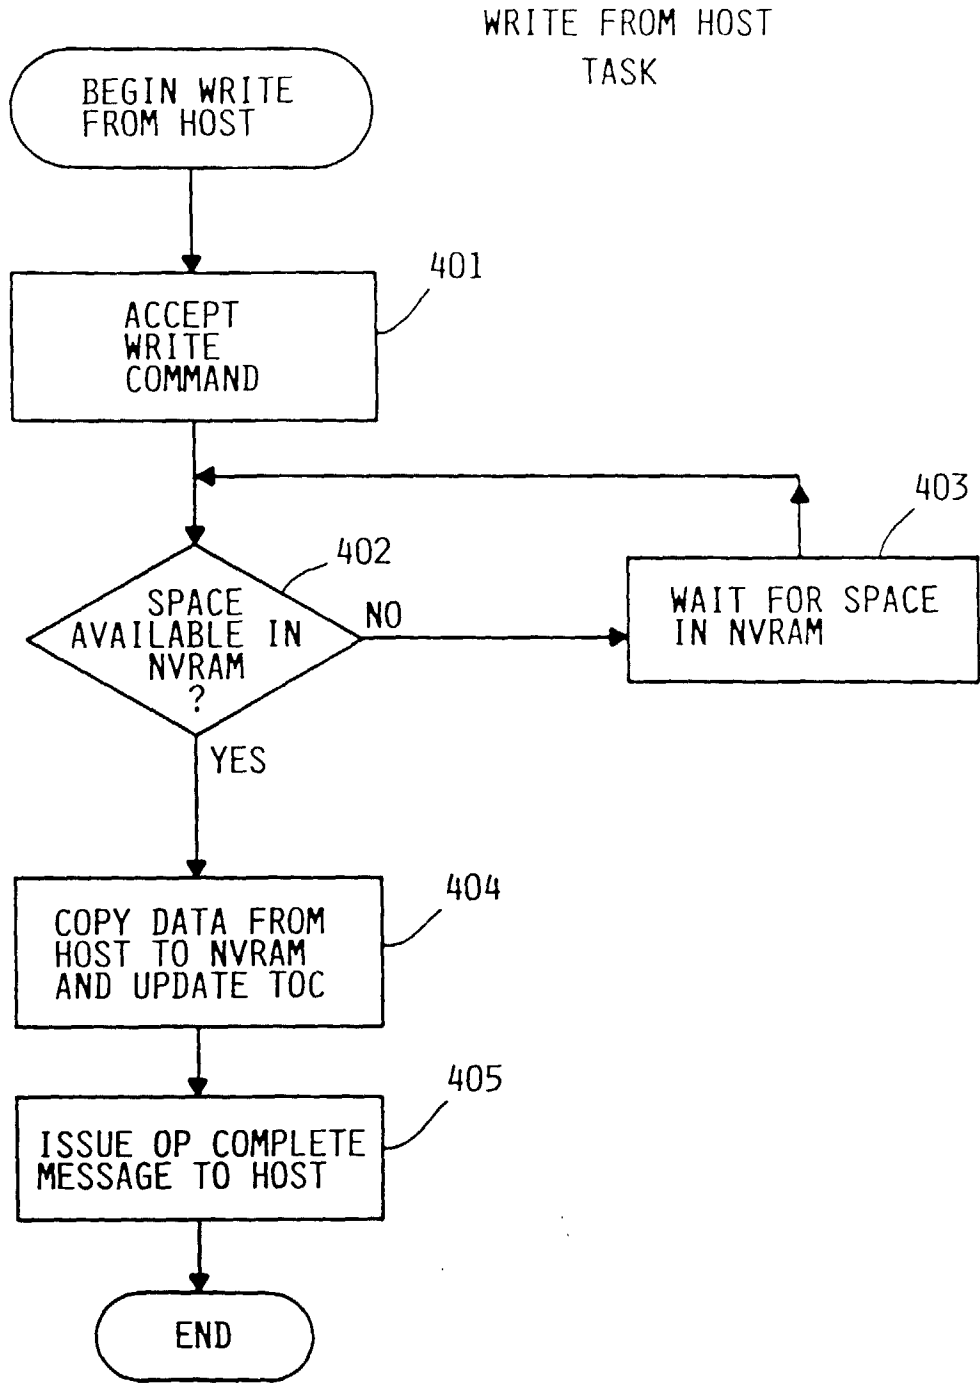 WRITE FROM HOST
TASK
BEGIN WRITE
FROM HOST
401
ACCEPT
WRITE
COMMAND
403
402
SPACE
AVAILABLE IN
NVRAM
?
NO
WAIT FOR SPACE
IN NVRAM
YES
404
COPY DATA FROM
HOST TO NVRAM
AND UPDATE TOC
405
ISSUE OP COMPLETE
MESSAGE TO HOST
END